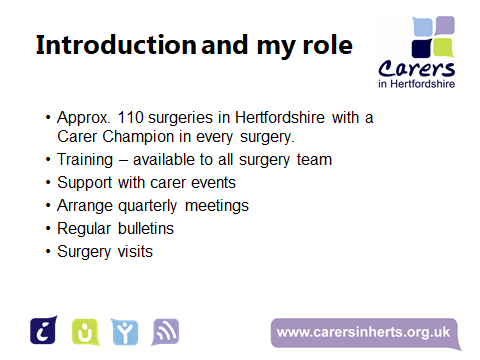 Introduction and my role
Carers
in Hertfordshire
• Approx. 110 surgeries in Hertfordshire with a
Carer Champion in every surgery.
• Training – available to all surgery team
• Support with carer events
• Arrange quarterly meetings
• Regular bulletins
• Surgery visits
www.carersinherts.org.uk